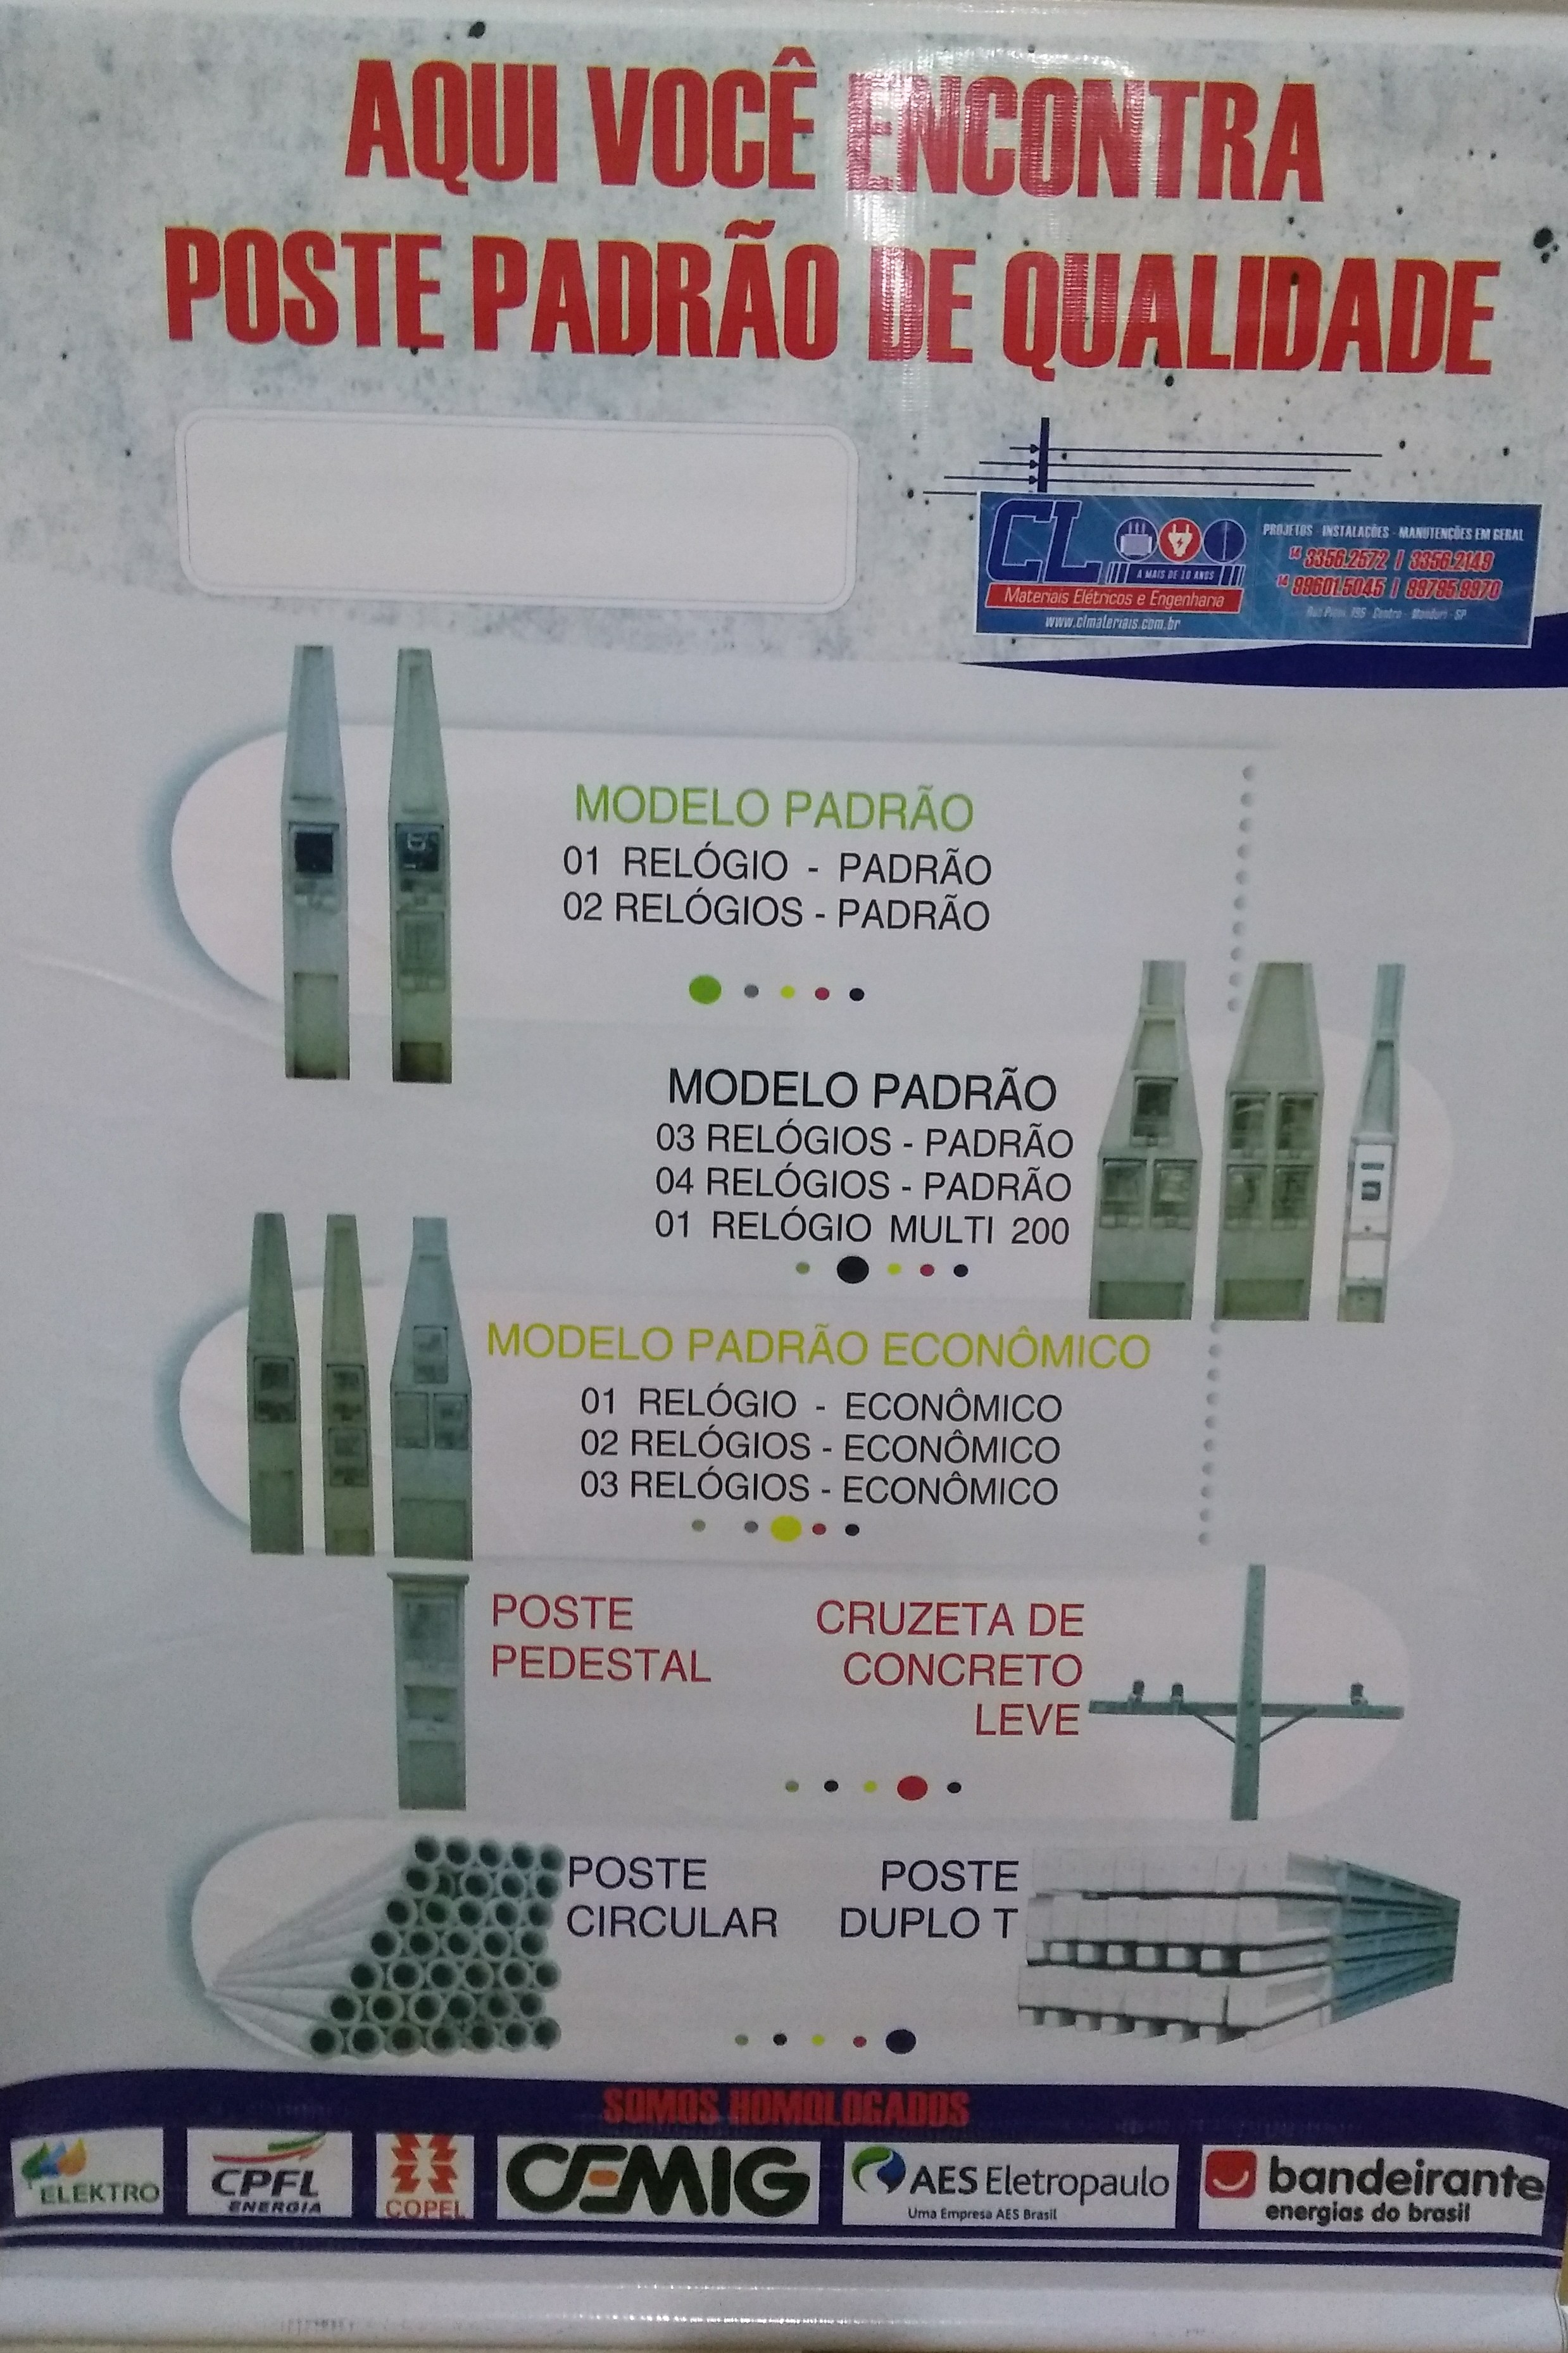 AQUI VOCÊ ENCONTRA
POSTE PADRÃO DE QUALIDADE
CL
A MAIS DE 10 ANOS
Materiais Elétricos e Engenharia
www.clmateriais.com.br
PROJETOS - INSTALAÇÕES - MANUTENÇÕES EM GERAL
14 3356.2572 | 3356.2149
14 99601.5045 | 99795.9970
195 - Centro - Manduri - SP
MODELO PADRÃO
01 RELÓGIO - PADRÃO
02 RELÓGIOS - PADRÃO
MODELO PADRÃO
03 RELÓGIOS - PADRÃO
04 RELÓGIOS - PADRÃO
01 RELÓGIO MULTI 200
MODELO PADRÃO ECONÔMICO
01 RELÓGIO - ECONÔMICO
02 RELÓGIOS - ECONÔMICO
03 RELÓGIOS - ECONÔMICO
POSTE
PEDESTAL
CRUZETA DE
CONCRETO
LEVE
POSTE
CIRCULAR
POSTE
DUPLO T
SOMOS HOMOLOGADOS
ELEKTRO
CPFL
ENERGIA
COPEL
CEMIG
AES Eletropaulo
Uma Empresa AES Brasil
bandeirante
energias do brasil